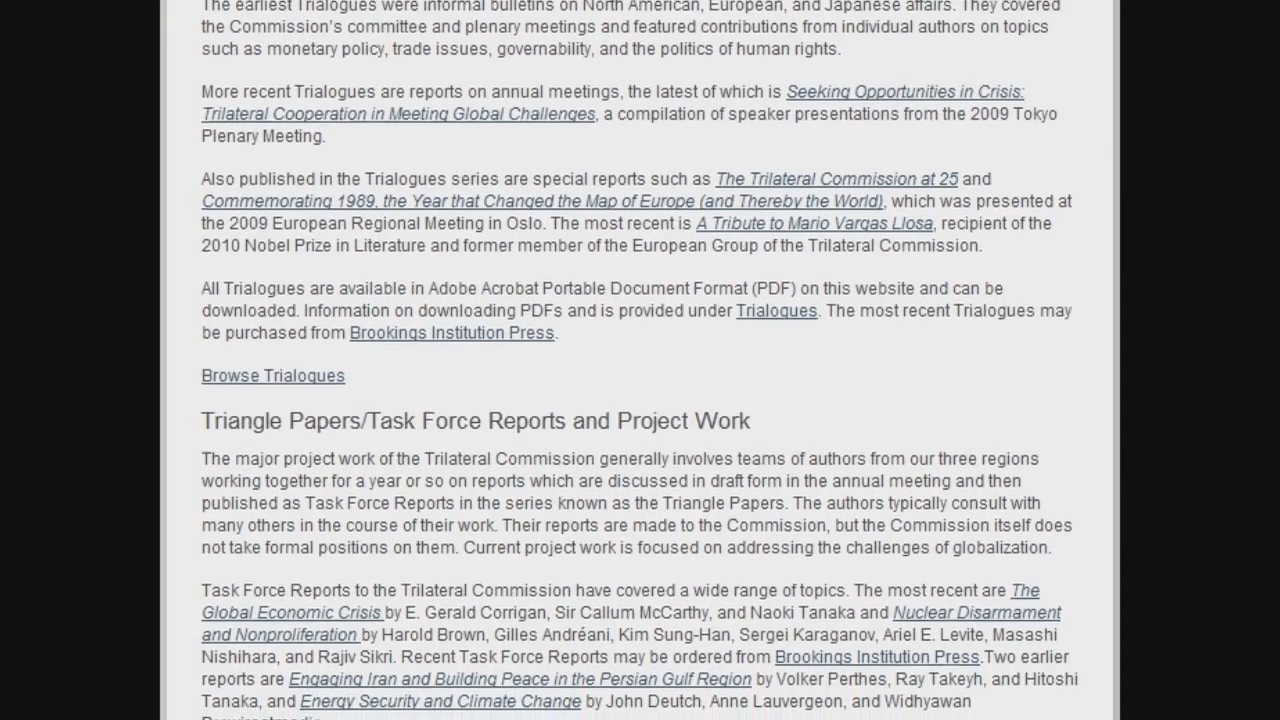 The earliest Trialogues were informal bulletins on North American, European, and Japanese affairs. They covered
the Commission's committee and plenary meetings and featured contributions from individual authors on topics
such as monetary policy, trade issues, governability, and the politics of human rights.
More recent Trialogues are reports on annual meetings, the latest of which is Seeking Opportunities in Crisis:
Trilateral Cooperation in Meeting Global Challenges, a compilation of speaker presentations from the 2009 Tokyo
Plenary Meeting.
Also published in the Trialogues series are special reports such as The Trilateral Commission at 25 and
Commemorating 1989, the Year that Changed the Map of Europe (and Thereby the World), which was presented at
the 2009 European Regional Meeting in Oslo. The most recent is A Tribute to Mario Vargas Llosa, recipient of the
2010 Nobel Prize in Literature and former member of the European Group of the Trilateral Commission.
All Trialogues are available in Adobe Acrobat Portable Document Format (PDF) on this website and can be
downloaded. Information on downloading PDFs and is provided under Trialogues. The most recent Trialogues may
be purchased from Brookings Institution Press.
Browse Trialogues
Triangle Papers/Task Force Reports and Project Work
The major project work of the Trilateral Commission generally involves teams of authors from our three regions
working together for a year or so on reports which are discussed in draft form in the annual meeting and then
published as Task Force Reports in the series known as the Triangle Papers. The authors typically consult with
many others in the course of their work. Their reports are made to the Commission, but the Commission itself does
not take formal positions on them. Current project work is focused on addressing the challenges of globalization.
Task Force Reports to the Trilateral Commission have covered a wide range of topics. The most recent are The
Global Economic Crisis by E. Gerald Corrigan, Sir Callum McCarthy, and Naoki Tanaka and Nuclear Disarmament
and Nonproliferation by Harold Brown, Gilles Andréani, Kim Sung-Han, Sergei Karaganov, Ariel E. Levite, Masashi
Nishihara, and Rajiv Sikri. Recent Task Force Reports may be ordered from Brookings Institution Press.Two earlier
reports are Engaging Iran and Building Peace in the Persian Gulf Region by Volker Perthes, Ray Takeyh, and Hitoshi
Tanaka, and Energy Security and Climate Change by John Deutch, Anne Lauvergeon, and Widhyawan